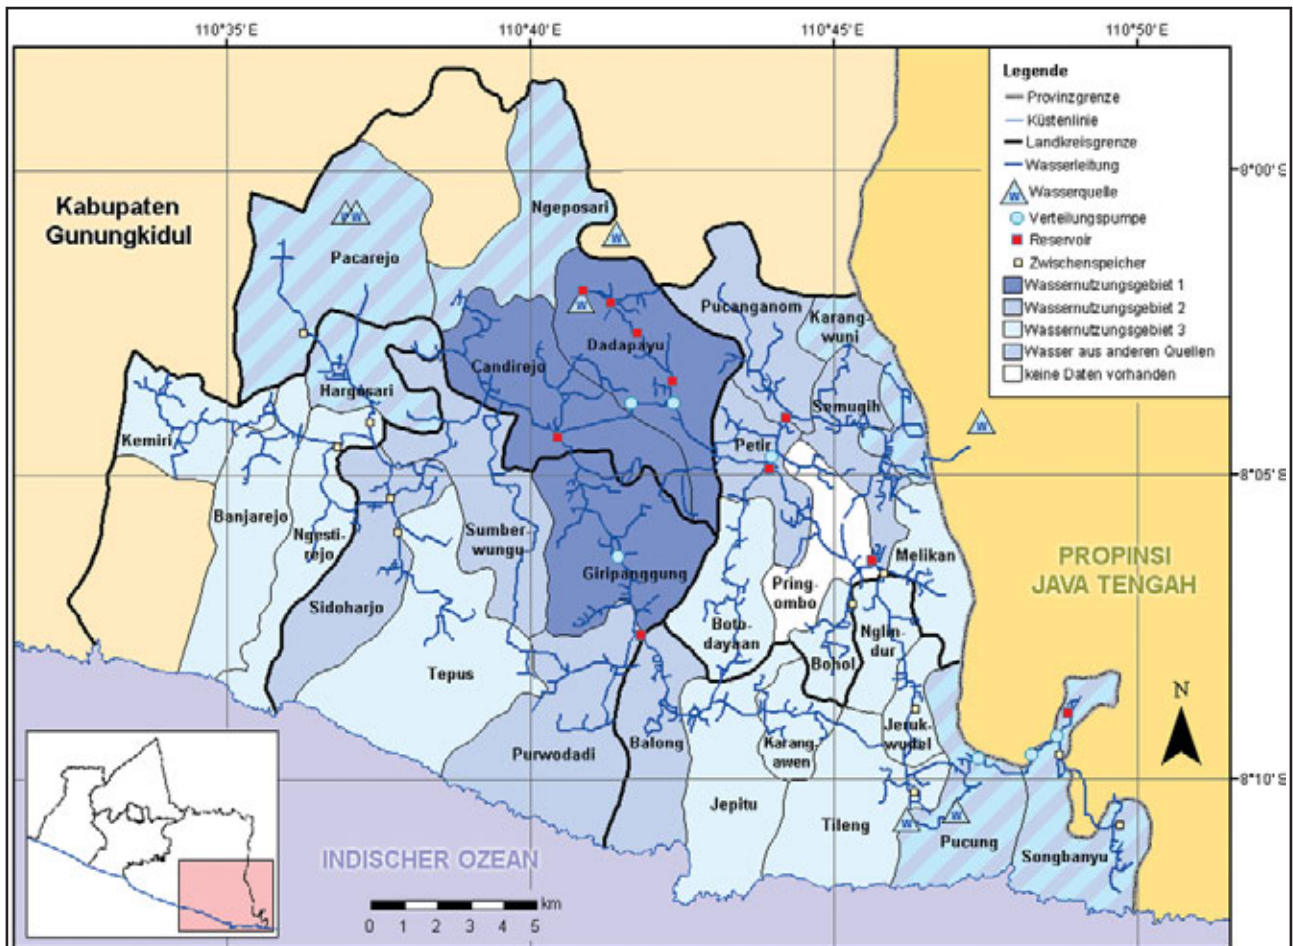 110°35' E
110°40' E
110°45' E
110°50' E
Legende
Provinzgrenze
Küstenlinie
Landkreisgrenze
Wasserleitung
W
Wasserquelle
Verteilungspumpe
Reservoir
Zwischenspeicher
Wassernutzungsgebiet 1
Wassernutzungsgebiet 2
Wassernutzungsgebiet 3
Wasser aus anderen Quellen
keine Daten vorhanden
8°00' S
8°05' S
8°10' S
Kabupaten
Gunungkidul
Ngeposari
W
W
W
Pacarejo
W
Pucanganom
Karang-
wuni
Dadapayu
Candirejo
Hargosari
Semugih
W
Kemiri
Petir
Banjarejo
Ngesti-
rejo
Sumber-
wungu
Melikan
PROPINSI
JAVA TENGAH
Giripanggung
Pring-
ombo
Sidoharjo
Boto-
dayaan
Nglin-
dur
Bohol
Tepus
N
Jeruk-
wudel
Purwodadi
Balong
Karang-
awen
Jepitu
Tileng
W
W
Pucung
Songbanyu
INDISCHER OZEAN
km
0 1 2 3 4 5